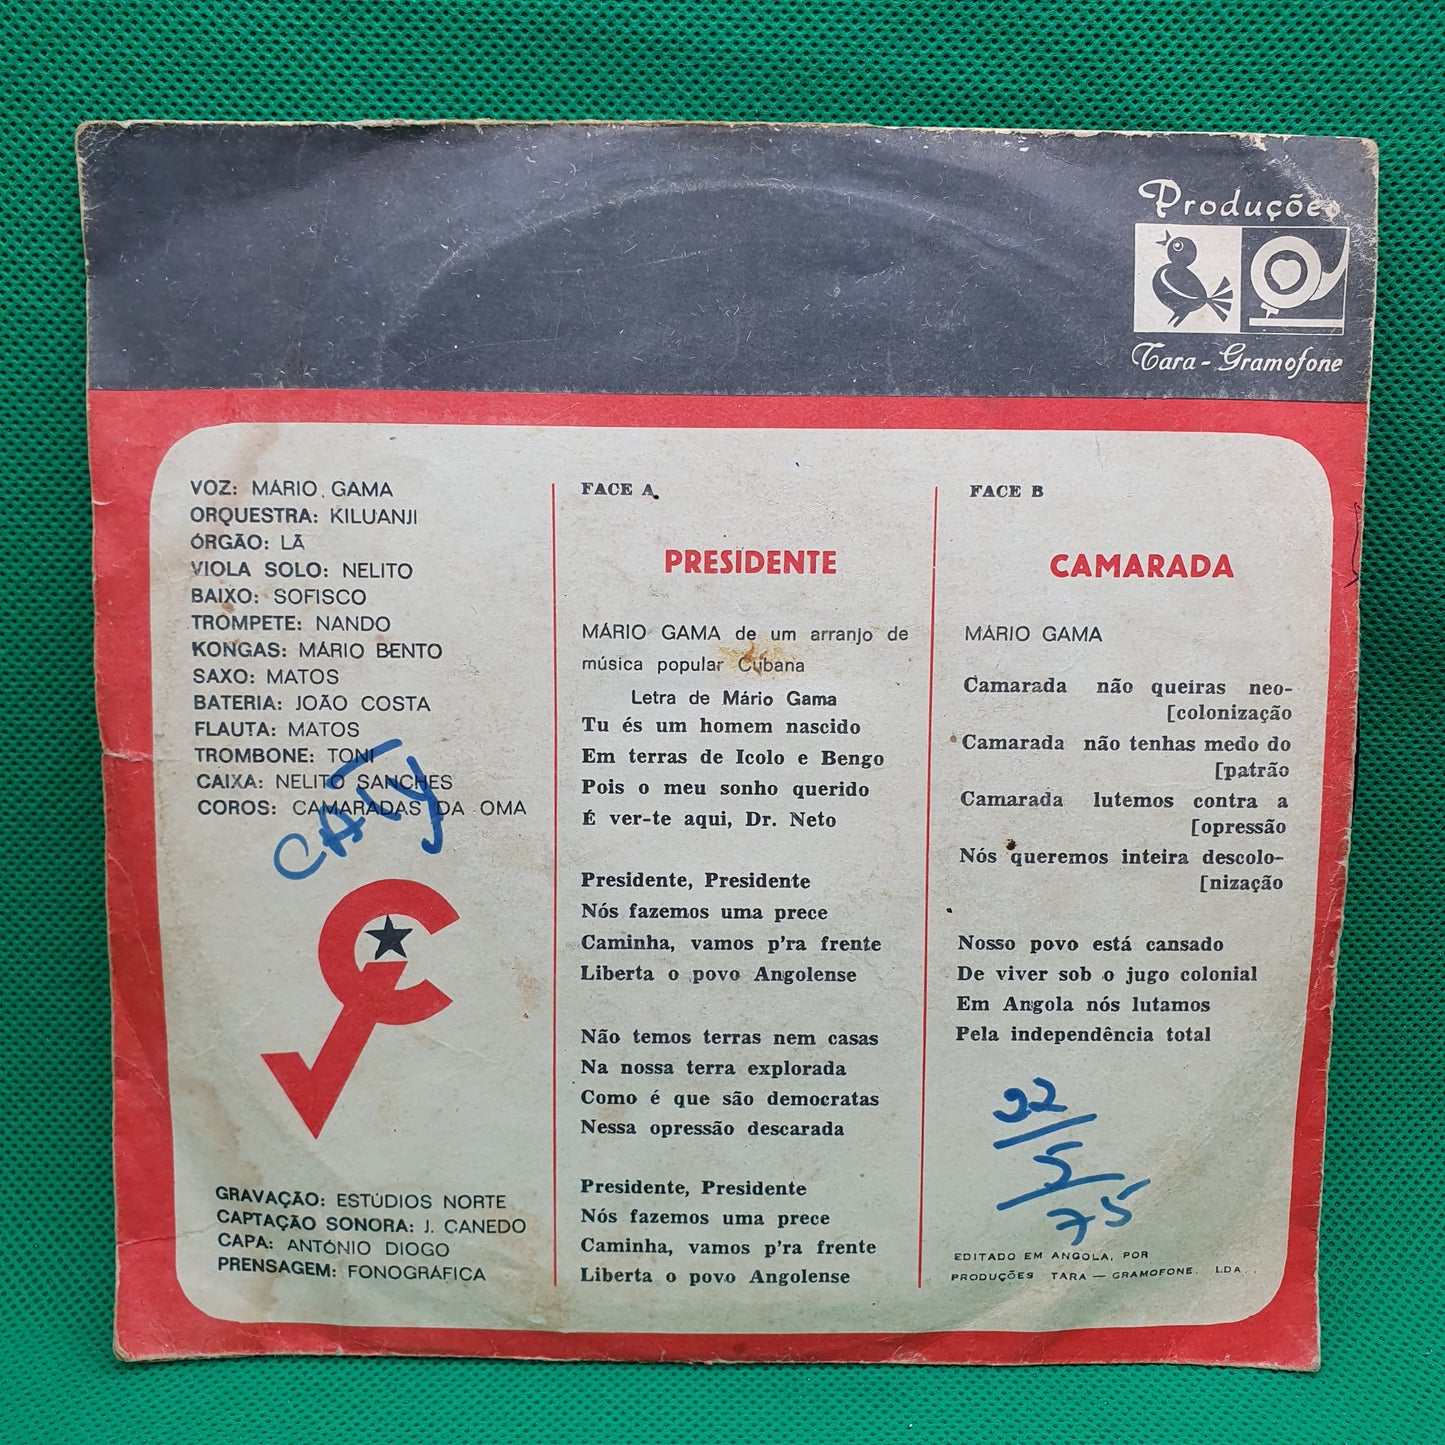 Produções
Tara - Gramofone
VOZ: MÁRIO GAMA
ORQUESTRA: KILUANJI
ÓRGÃO: LÃ
VIOLA SOLO: NELITO
BAIXO: SOFISCO
TROMPETE: NANDO
KONGAS: MÁRIO BENTO
SAXO: MATOS
BATERIA: JOÃO COSTA
FLAUTA: MATOS
TROMBONE: TONI
CAIXA: NELITO SANCHES
COROS: CAMARADAS DA OMA
GRAVAÇÃO: ESTÚDIOS NORTE
CAPTAÇÃO SONORA: J. CANEDO
CAPA: ANTÓNIO DIOGO
PRENSAGEM: FONOGRÁFICA
FACE A
PRESIDENTE
MÁRIO GAMA de um arranjo de
música popular Cubana
Letra de Mário Gama
Tu és um homem nascido
Em terras de Icolo e Bengo
Pois o meu sonho querido
É ver-te aqui, Dr. Neto
Presidente, Presidente
Nós fazemos uma prece
Caminha, vamos p'ra frente
Liberta o povo Angolense
Não temos terras nem casas
Na nossa terra explorada
Como é que são democratas
Nessa opressão descarada
Presidente, Presidente
Nós fazemos uma prece
Caminha, vamos p'ra frente
Liberta o povo Angolense
FACE B
CAMARADA
MÁRIO GAMA
Camarada não queiras neo-
[colonização
Camarada não tenhas medo do
[patrão
Camarada lutemos contra a
[opressão
Nós queremos inteira descolo-
[nização
Nosso povo está cansado
De viver sob o jugo colonial
Em Angola nós lutamos
Pela independência total
22/
5/
75
EDITADO EM ANGOLA, POR
PRODUÇÕES TARA — GRAMOFONE. LDA.